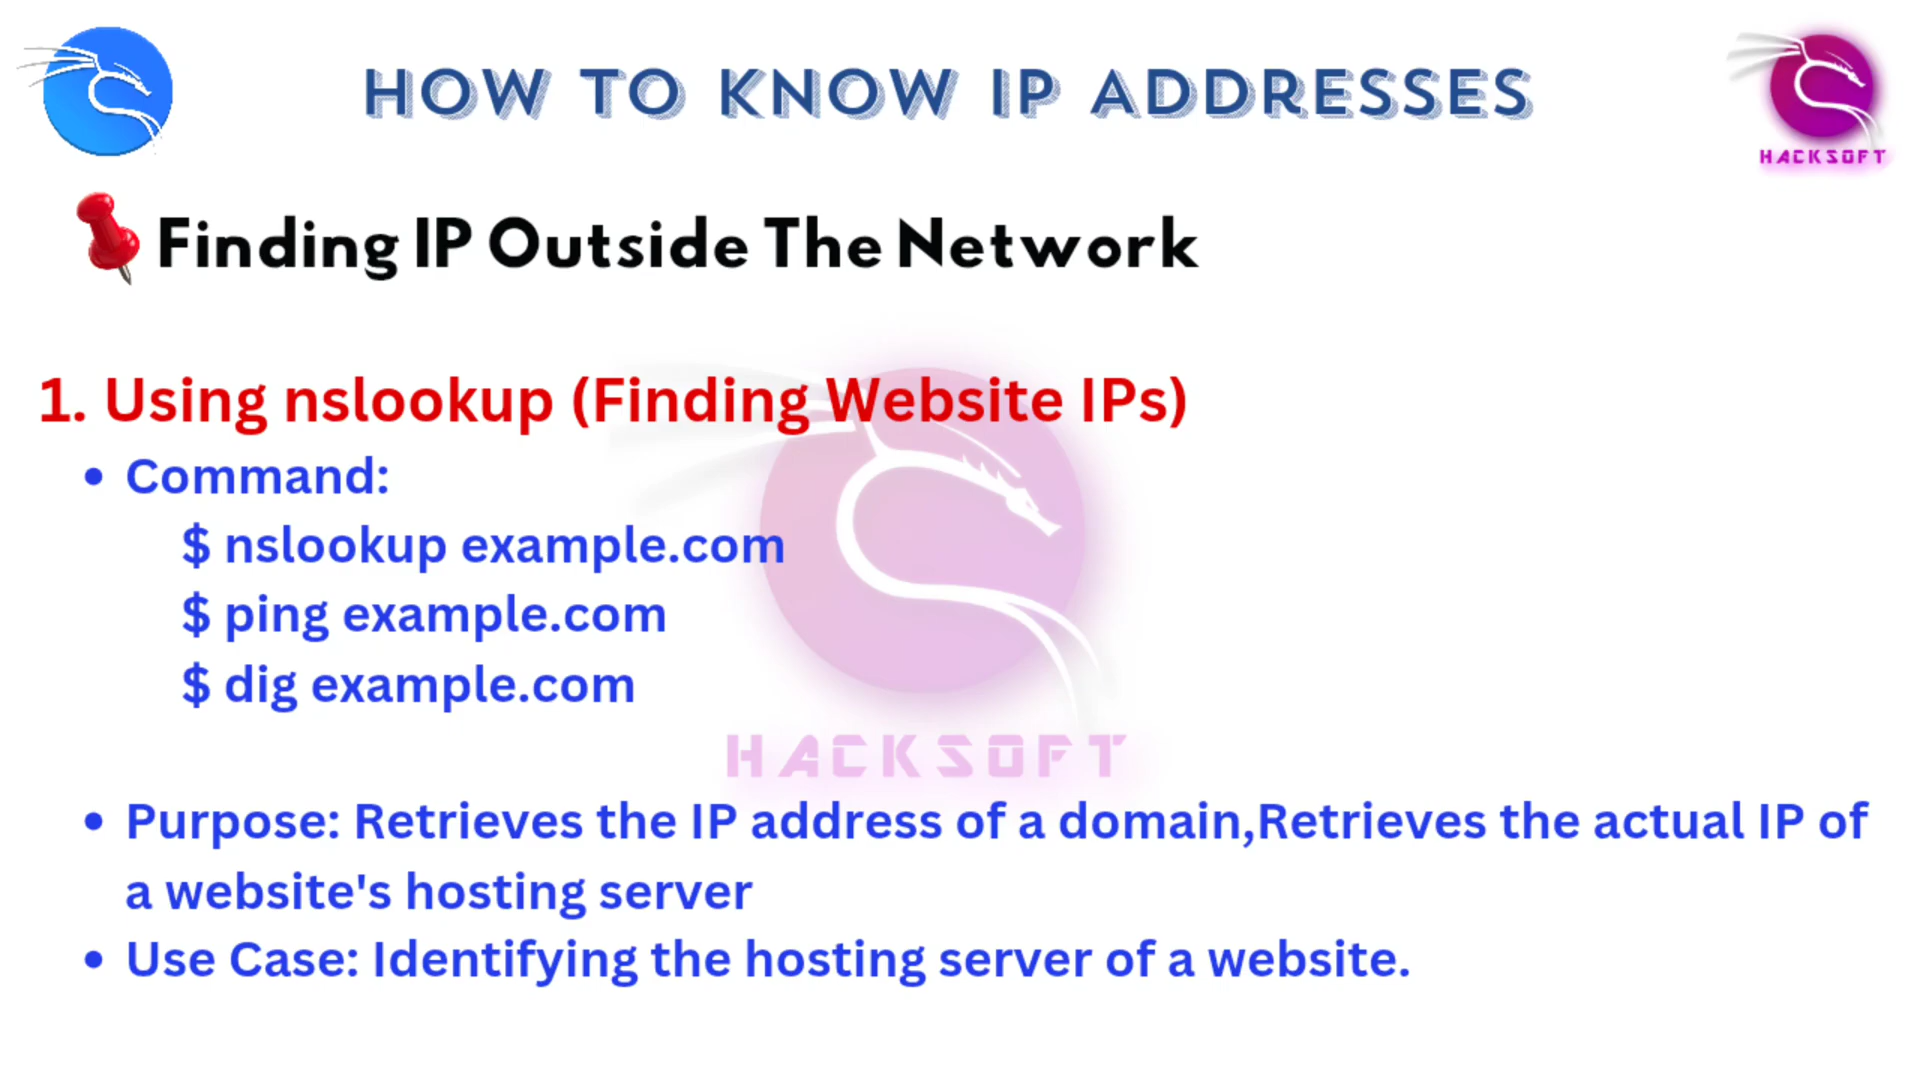 HOW TO KNOW IP ADDRESSES
HACKSOFT
Finding IP Outside The Network
1. Using nslookup (Finding Website IPs)
• Command:
$ nslookup example.com
$ ping example.com
$ dig example.com
HACKSOFT
• Purpose: Retrieves the IP address of a domain,Retrieves the actual IP of
a website's hosting server
• Use Case: Identifying the hosting server of a website.